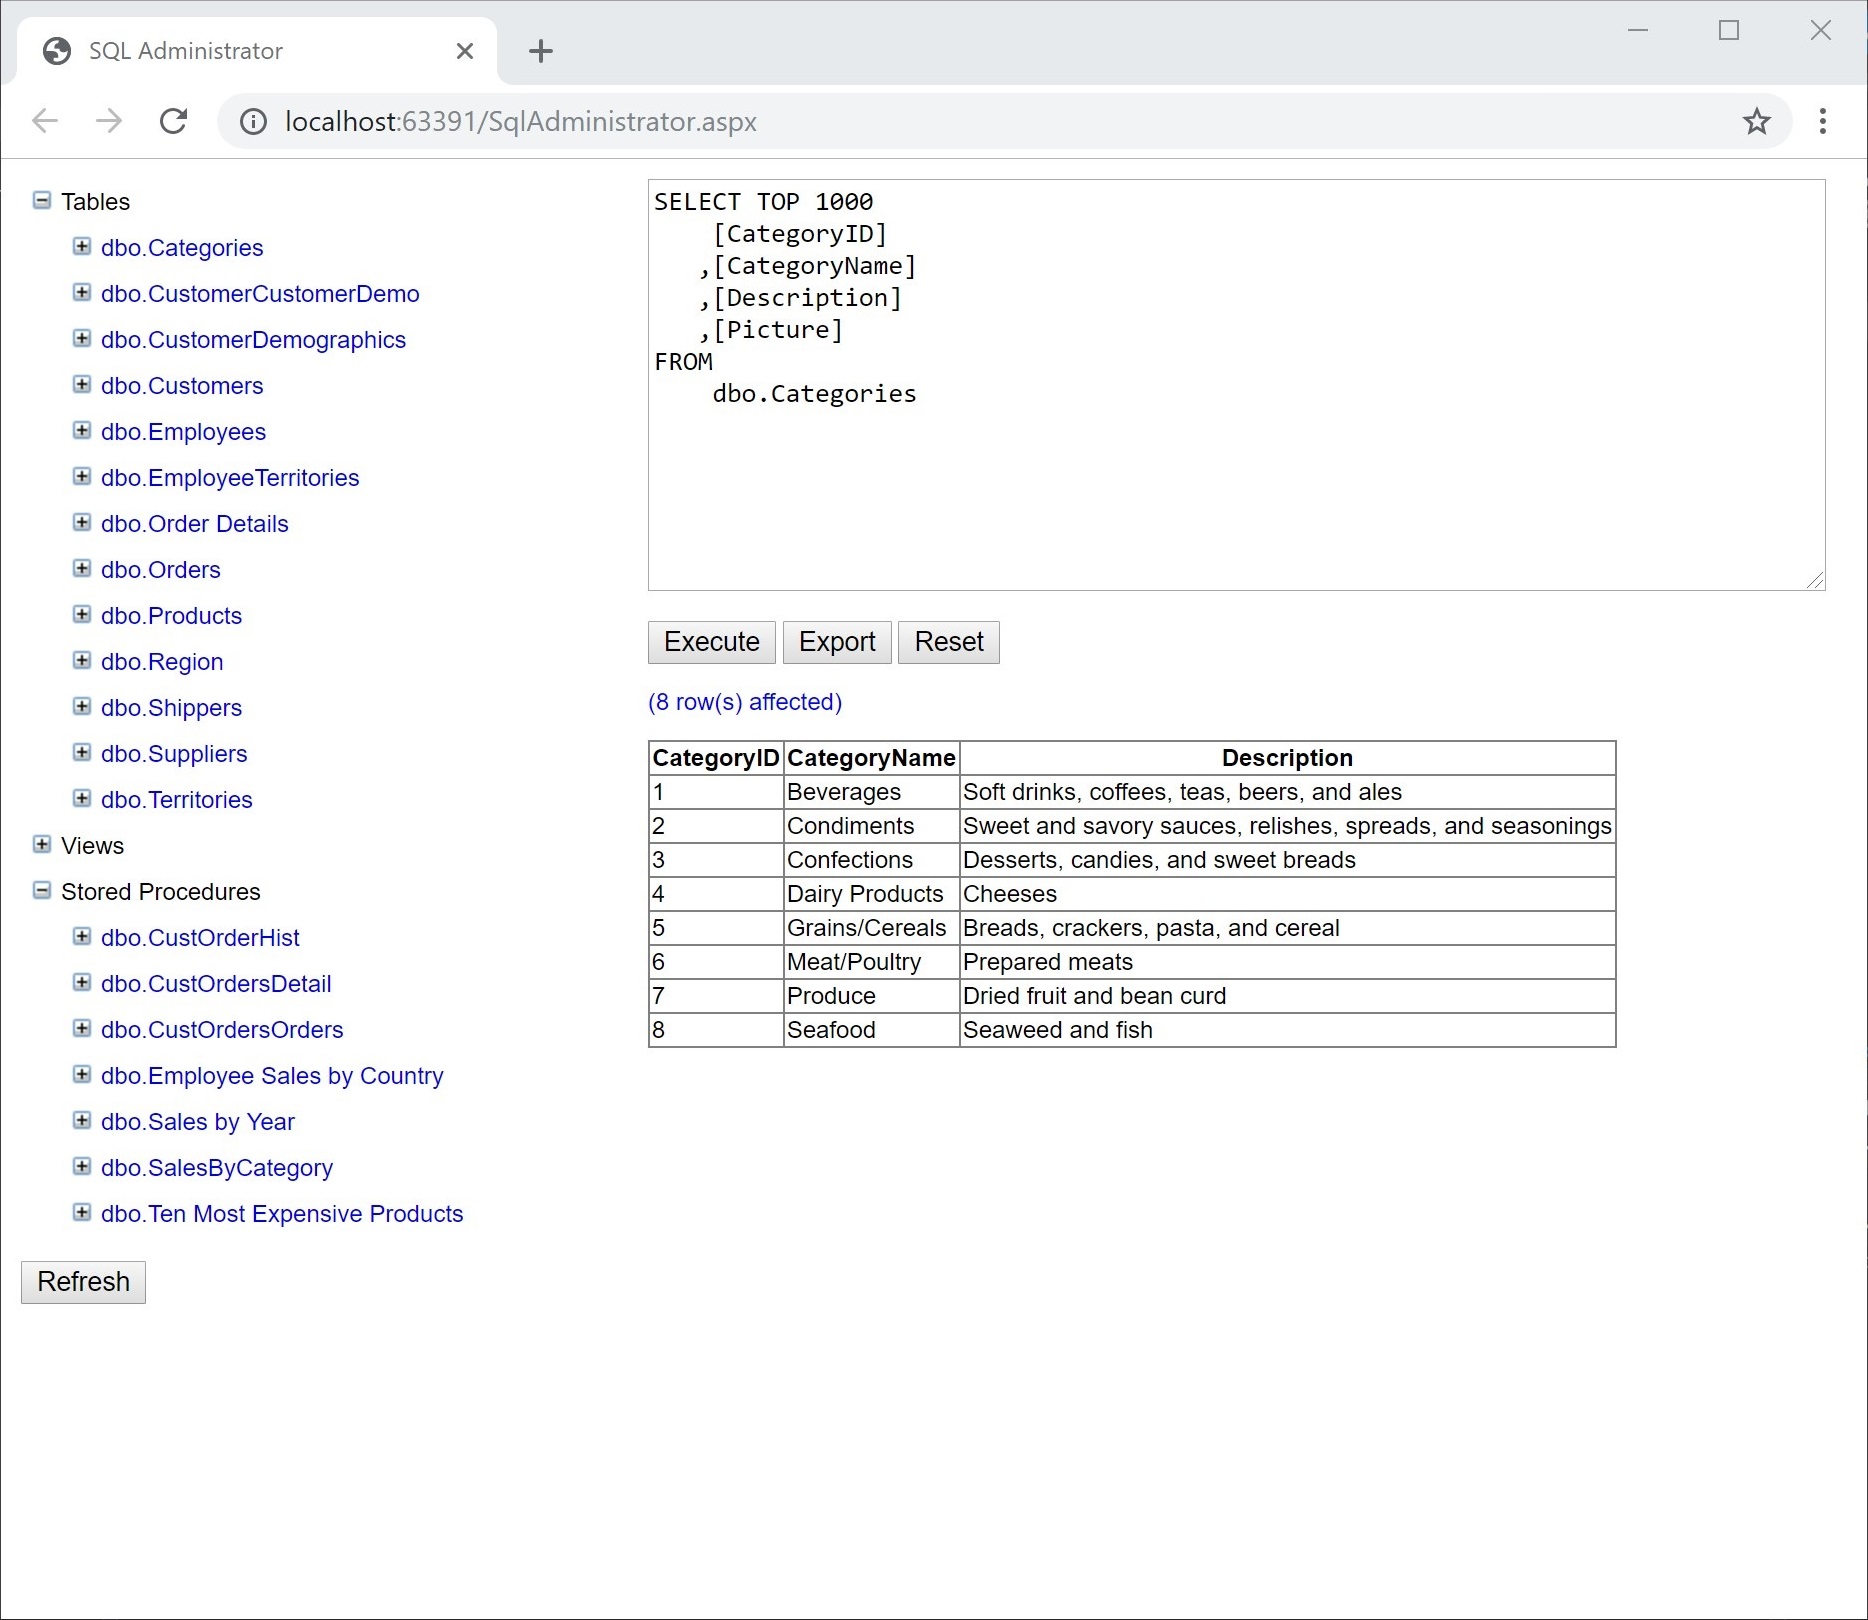 SQL Administrator
localhost:63391/SqlAdministrator.aspx
Tables
dbo.Categories
dbo.CustomerCustomerDemo
dbo.CustomerDemographics
dbo.Customers
dbo.Employees
dbo.EmployeeTerritories
dbo.Order Details
dbo.Orders
dbo.Products
dbo.Region
dbo.Shippers
dbo.Suppliers
dbo.Territories
Views
Stored Procedures
dbo.CustOrderHist
dbo.CustOrdersDetail
dbo.CustOrdersOrders
dbo.Employee Sales by Country
dbo.Sales by Year
dbo.SalesByCategory
dbo.Ten Most Expensive Products
Refresh
SELECT TOP 1000
[CategoryID]
,[CategoryName]
,[Description]
,[Picture]
FROM
dbo.Categories
Execute Export Reset
(8 row(s) affected)
CategoryID CategoryName Description
1 Beverages Soft drinks, coffees, teas, beers, and ales
2 Condiments Sweet and savory sauces, relishes, spreads, and seasonings
3 Confections Desserts, candies, and sweet breads
4 Dairy Products Cheeses
5 Grains/Cereals Breads, crackers, pasta, and cereal
6 Meat/Poultry Prepared meats
7 Produce Dried fruit and bean curd
8 Seafood Seaweed and fish